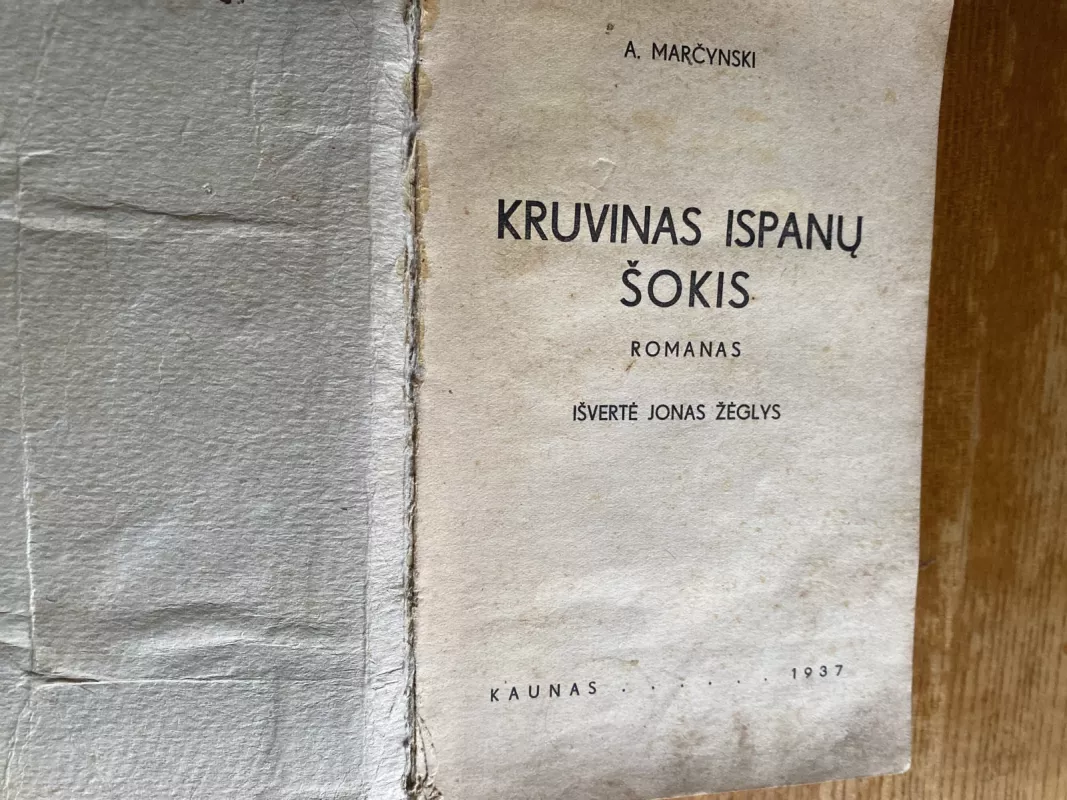 A. MARČYNSKI
KRUVINAS ISPANŲ
ŠOKIS
ROMANAS
IŠVERTĖ JONAS ŽĖGLYS
KAUNAS . . . . . . 1937